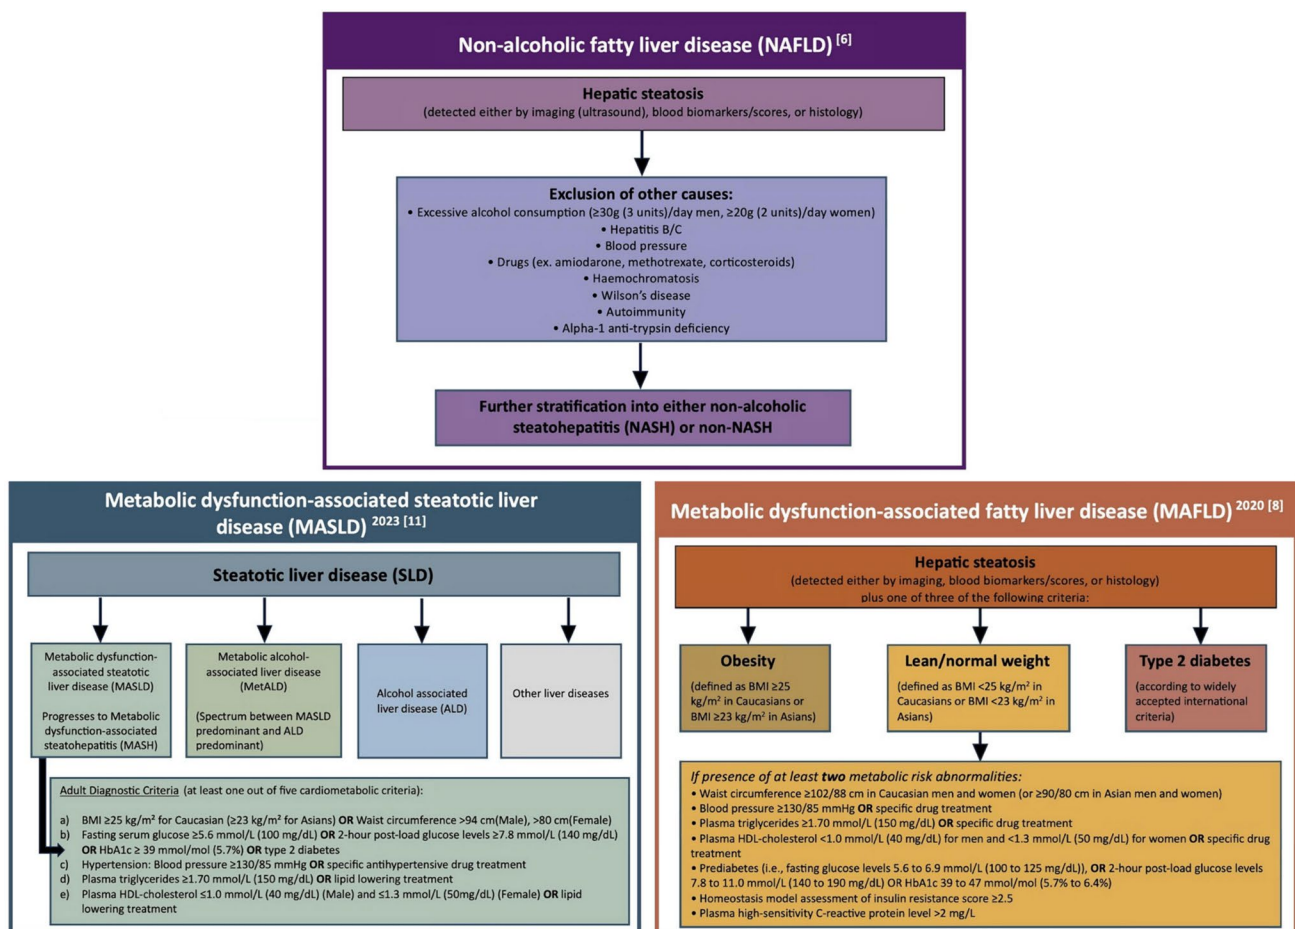 Non-alcoholic fatty liver disease (NAFLD) [6]
Hepatic steatosis
(detected either by imaging (ultrasound), blood biomarkers/scores, or histology)
Exclusion of other causes:
• Excessive alcohol consumption (≥30g (3 units)/day men, ≥20g (2 units)/day women)
• Hepatitis B/C
• Blood pressure
• Drugs (ex. amiodarone, methotrexate, corticosteroids)
• Haemochromatosis
• Wilson's disease
• Autoimmunity
• Alpha-1 anti-trypsin deficiency
Further stratification into either non-alcoholic
steatohepatitis (NASH) or non-NASH
Metabolic dysfunction-associated steatotic liver
disease (MASLD) 2023 [11]
Steatotic liver disease (SLD)
Metabolic dysfunction-
associated steatotic
liver disease (MASLD)
Progresses to Metabolic
dysfunction-associated
steatohepatitis (MASH)
Metabolic alcohol-
associated liver disease
(MetALD)
(Spectrum between MASLD
predominant and ALD
predominant)
Alcohol associated
liver disease (ALD)
Other liver diseases
Adult Diagnostic Criteria (at least one out of five cardiometabolic criteria):
a) BMI ≥25 kg/m² for Caucasian (≥23 kg/m² for Asians) OR Waist circumference >94 cm(Male), >80 cm(Female)
b) Fasting serum glucose ≥5.6 mmol/L (100 mg/dL) OR 2-hour post-load glucose levels ≥7.8 mmol/L (140 mg/dL)
OR HbA1c ≥ 39 mmol/mol (5.7%) OR type 2 diabetes
c) Hypertension: Blood pressure ≥130/85 mmHg OR specific antihypertensive drug treatment
d) Plasma triglycerides ≥1.70 mmol/L (150 mg/dL) OR lipid lowering treatment
e) Plasma HDL-cholesterol ≤1.0 mmol/L (40 mg/dL) (Male) and ≤1.3 mmol/L (50mg/dL) (Female) OR lipid
lowering treatment
Metabolic dysfunction-associated fatty liver disease (MAFLD) 2020 [8]
Hepatic steatosis
(detected either by imaging, blood biomarkers/scores, or histology)
plus one of three of the following criteria:
Obesity
(defined as BMI ≥25
kg/m² in Caucasians or
BMI ≥23 kg/m² in Asians)
Lean/normal weight
(defined as BMI <25 kg/m² in
Caucasians or BMI <23 kg/m² in
Asians)
Type 2 diabetes
(according to widely
accepted international
criteria)
If presence of at least two metabolic risk abnormalities:
• Waist circumference ≥102/88 cm in Caucasian men and women (or ≥90/80 cm in Asian men and women)
• Blood pressure ≥130/85 mmHg OR specific drug treatment
• Plasma triglycerides ≥1.70 mmol/L (150 mg/dL) OR specific drug treatment
• Plasma HDL-cholesterol <1.0 mmol/L (40 mg/dL) for men and <1.3 mmol/L (50 mg/dL) for women OR specific drug
treatment
• Prediabetes (i.e., fasting glucose levels 5.6 to 6.9 mmol/L (100 to 125 mg/dL)), OR 2-hour post-load glucose levels
7.8 to 11.0 mmol/L (140 to 190 mg/dL) OR HbA1c 39 to 47 mmol/mol (5.7% to 6.4%)
• Homeostasis model assessment of insulin resistance score ≥2.5
• Plasma high-sensitivity C-reactive protein level >2 mg/L